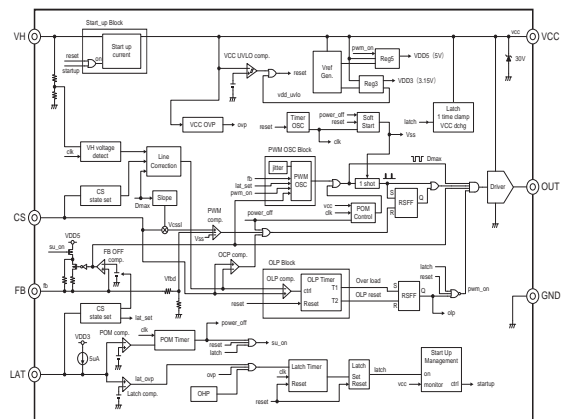 Start_up Block
VH
reset
startup
on
Start up
current
VCC UVLO comp.
reset
Vref
Gen.
vdd_uvlo
pwm_on
Reg5
VDD5 (5V)
Reg3
VDD3 (3.15V)
vcc
VCC
30V
VCC OVP
ovp
reset
Timer
OSC
clk
power_off
reset
Soft
Start
Vss
latch
Latch
1 time clamp
VCC dchg
clk
VH voltage
detect
Line
Correction
PWM OSC Block
jitter
PWM
OSC
fb
lat_set
pwm_on
1 shot
Dmax
CS
state set
Dmax
Slope
CS
Vcssl
PWM
comp.
Vss
power_off
vcc
clk
POM
Control
S
RSFF
Q
R
Driver
OUT
VDD5
su_on
FB OFF
comp.
FB
fb
Vfbd
OCP comp.
OLP Block
OLP comp.
OLP Timer
ctrl
T1
T2
Reset
reset
Over load
OLP reset
S
RSFF
Q
R
olp
latch
reset
pwm_on
GND
CS
state set
lat_set
VDD3
5uA
POM comp.
clk
POM Timer
power_off
reset
latch
su_on
LAT
lat_ovp
Latch comp.
ovp
OHP
clk
Latch Timer
Reset
reset
Latch
Set
Reset
latch
Start Up
Management
on
vcc
monitor
ctrl
startup